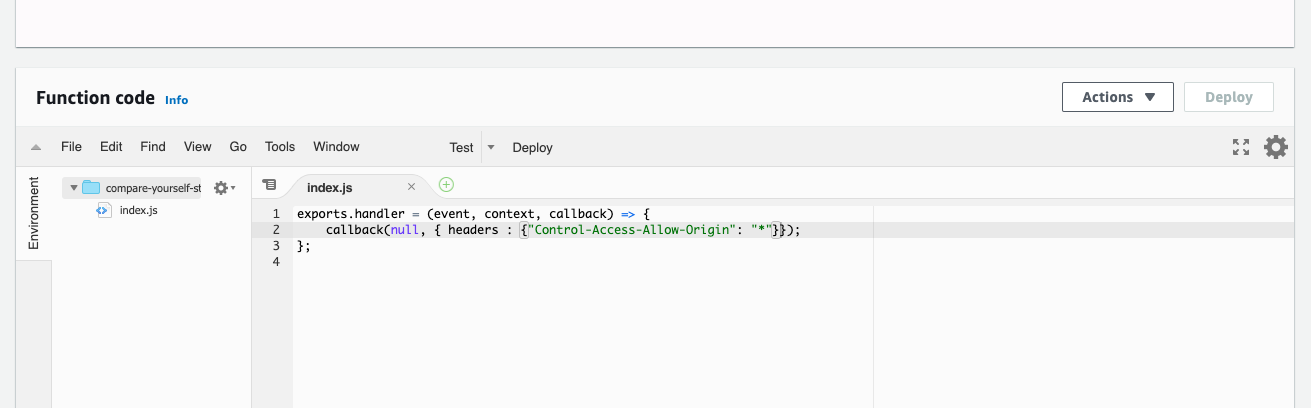 Function code Info
Actions ▼ Deploy
File Edit Find View Go Tools Window Test Deploy
Environment
compare-yourself-st
index.js
index.js
1 exports.handler = (event, context, callback) => {
2     callback(null, { headers : {"Control-Access-Allow-Origin": "*"}});
3 };
4